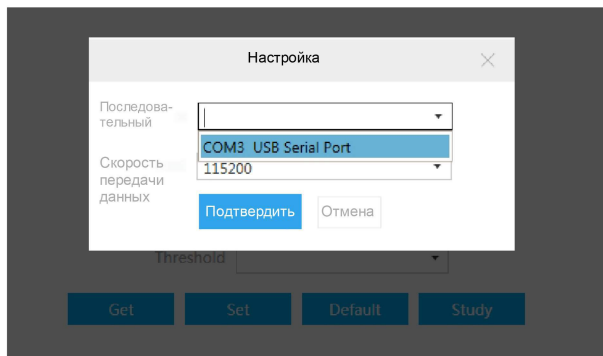 Настройка
Последова-
тельный
COM3 USB Serial Port
Скорость
передачи
данных
115200
Подтвердить Отмена
Threshold
Get Set Default Study